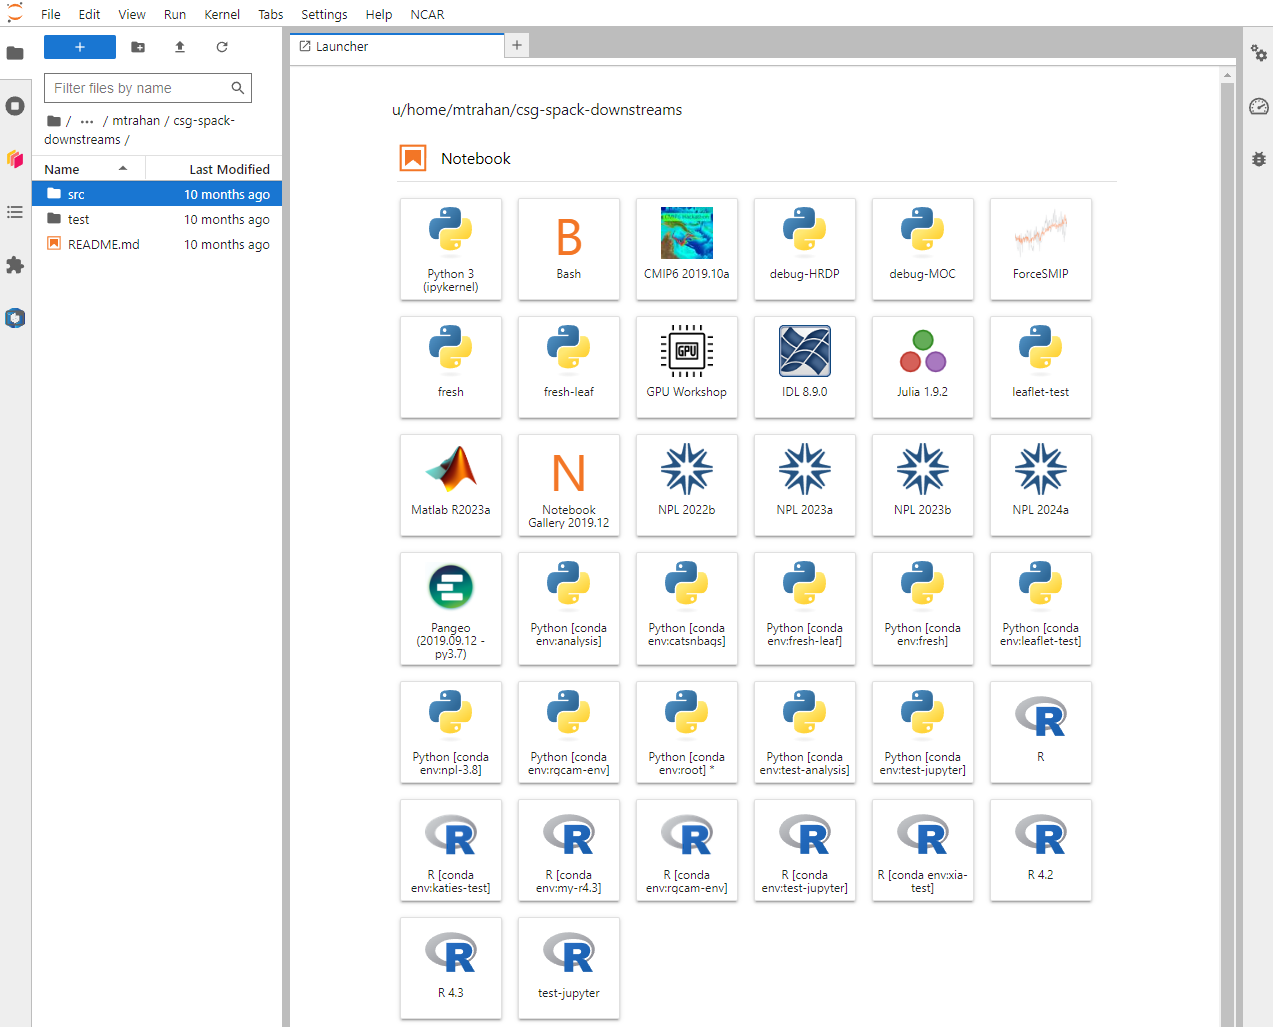 File Edit View Run Kernel Tabs Settings Help NCAR
+
Launcher
+
Filter files by name
/ ... / mtrahan / csg-spack-
downstreams /
Name Last Modified
src 10 months ago
test 10 months ago
README.md 10 months ago
u/home/mtrahan/csg-spack-downstreams
Notebook
Python 3
(ipykernel)
B
Bash
CMIP6 2019.10a
debug-HRDP
debug-MOC
ForceSMIP
fresh
fresh-leaf
GPU
GPU Workshop
IDL 8.9.0
Julia 1.9.2
leaflet-test
Matlab R2023a
N
Notebook
Gallery 2019.12
NPL 2022b
NPL 2023a
NPL 2023b
NPL 2024a
Pangeo
(2019.09.12 -
py3.7)
Python [conda
env:analysis]
Python [conda
env:catsnbags]
Python [conda
env:fresh-leaf]
Python [conda
env:fresh]
Python [conda
env:leaflet-test]
Python [conda
env:npl-3.8]
Python [conda
env:rgcam-env]
Python [conda
env:root] *
Python [conda
env:test-analysis]
Python [conda
env:test-jupyter]
R
R
R
R [conda
env:katies-test]
R
R [conda
env:my-r4.3]
R
R [conda
env:rgcam-env]
R
R [conda
env:test-jupyter]
R
R [conda env:xia-
test]
R
R 4.2
R
R 4.3
R
test-jupyter